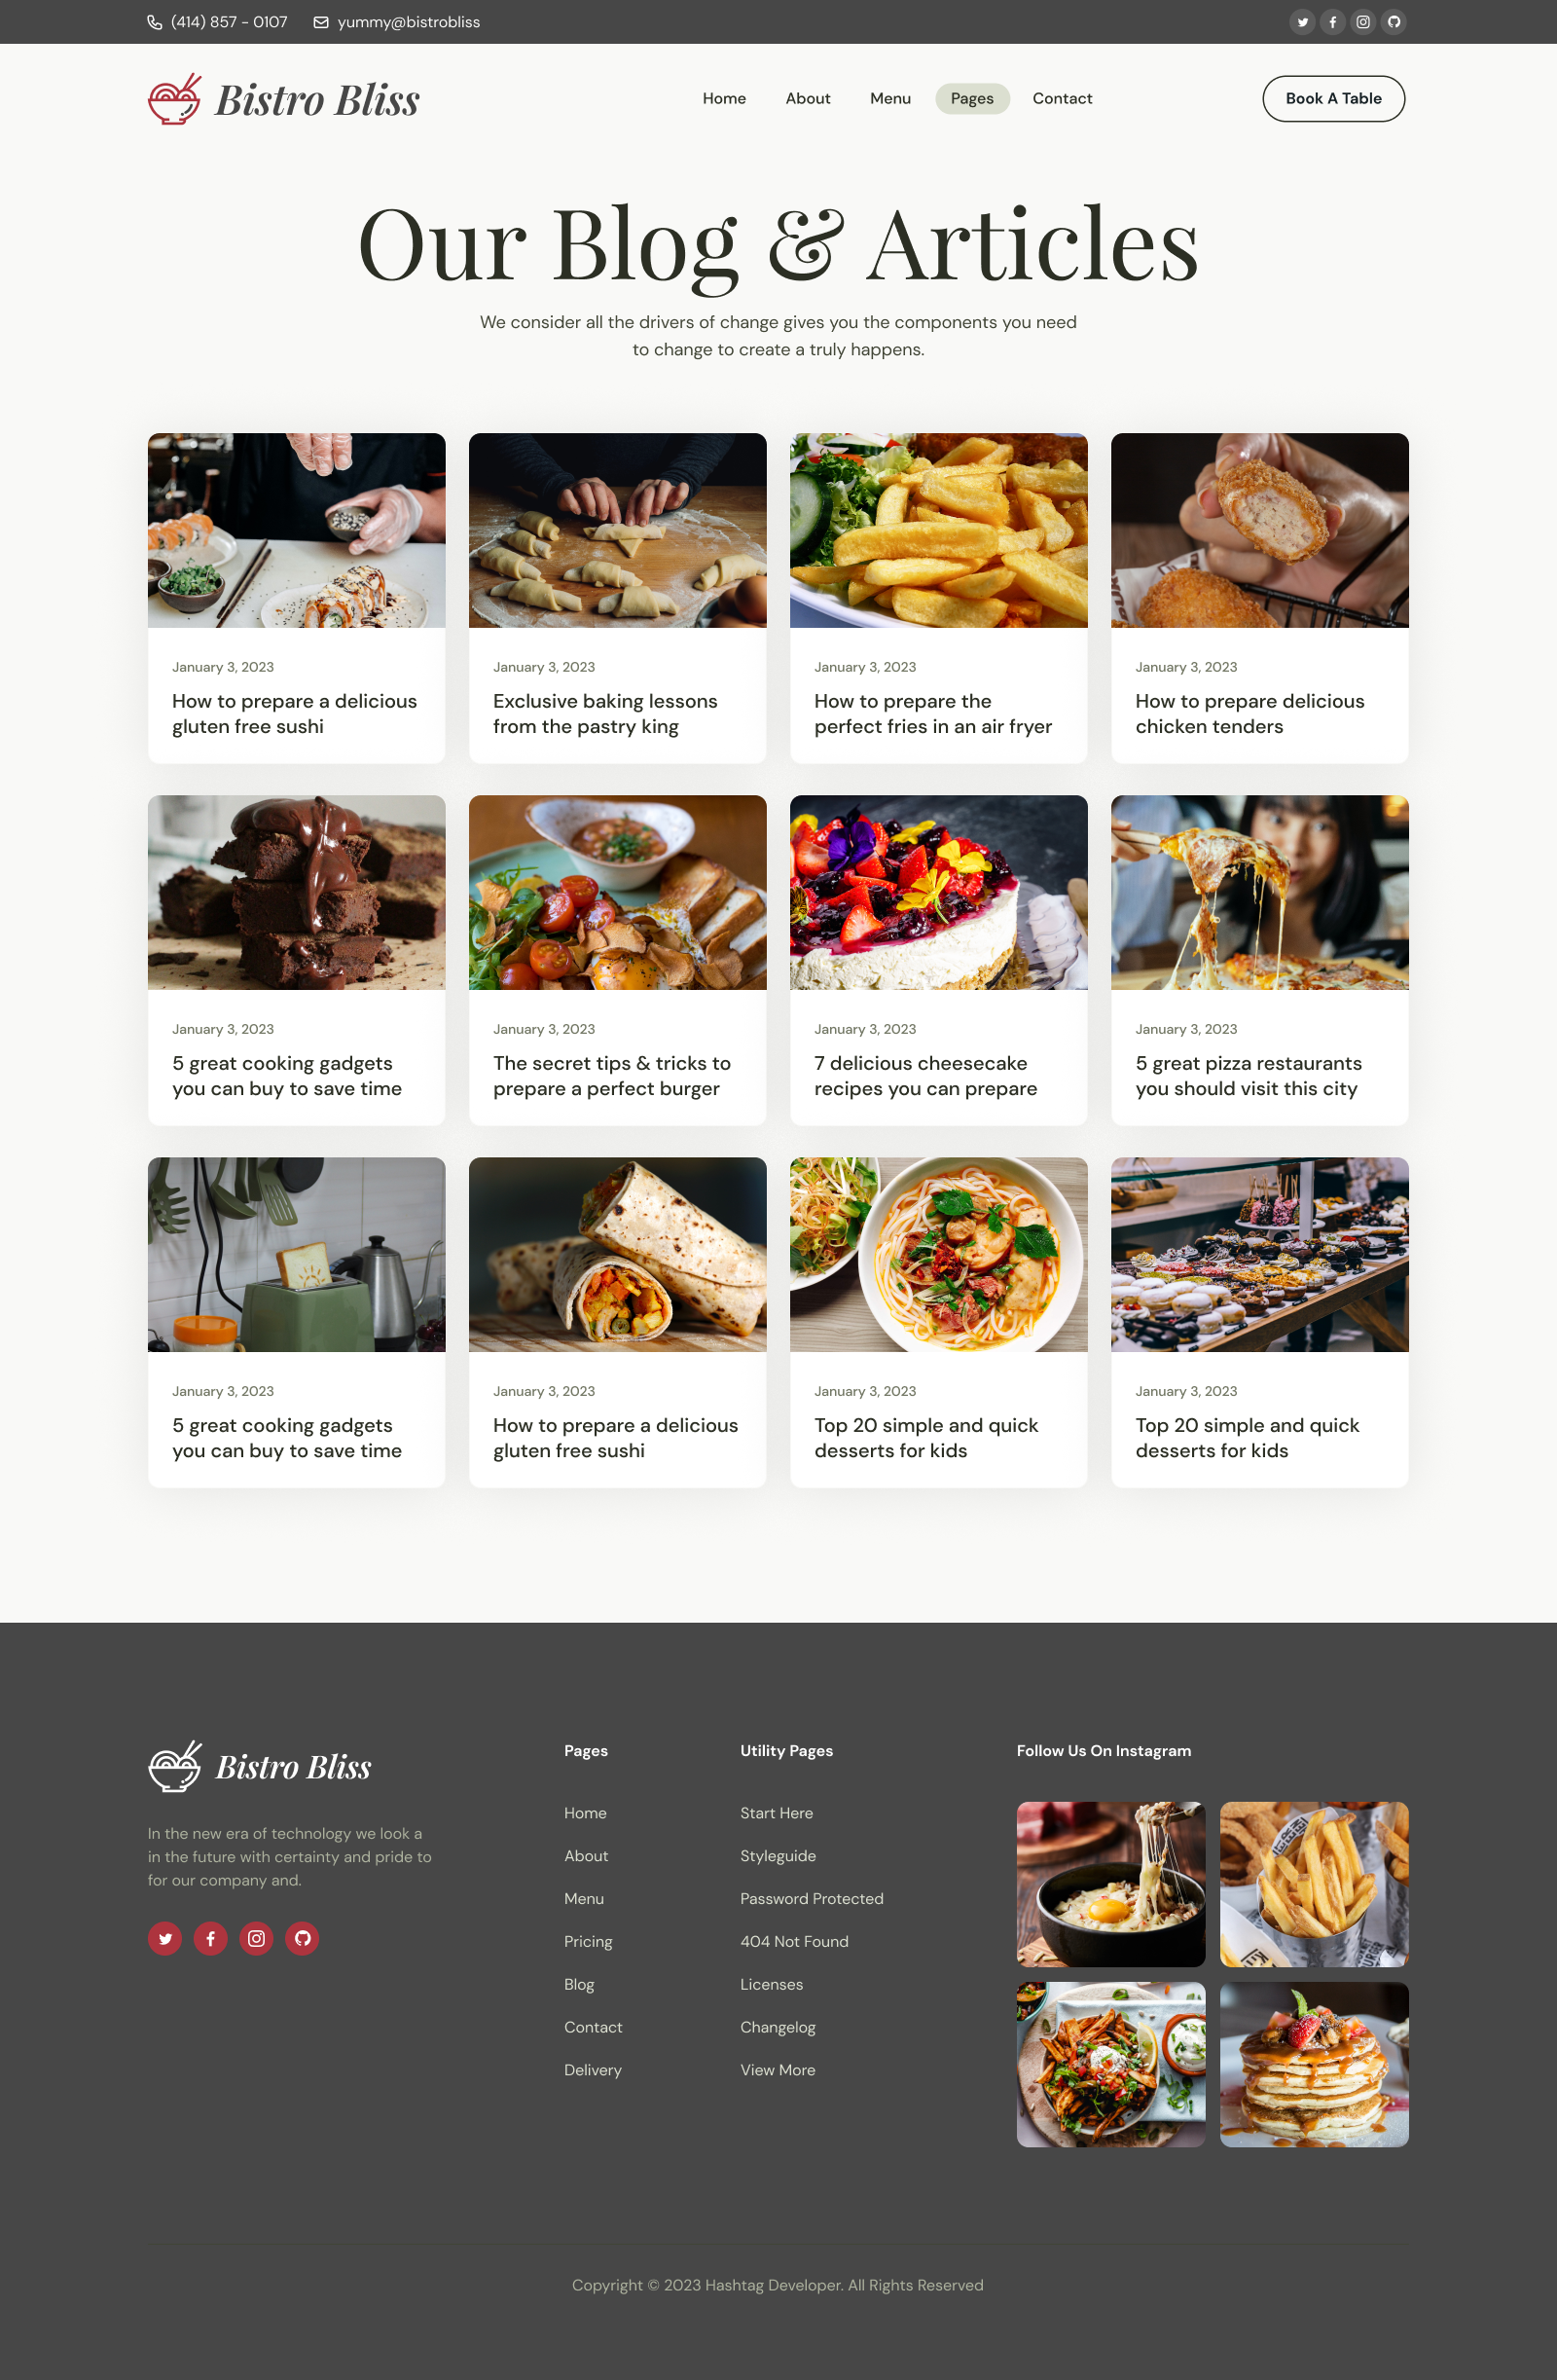 (414) 857 - 0107
yummy@bistrobliss
Bistro Bliss
Home
About
Menu
Pages
Contact
Book A Table
Our Blog & Articles
We consider all the drivers of change gives you the components you need
to change to create a truly happens.
January 3, 2023
How to prepare a delicious
gluten free sushi
January 3, 2023
Exclusive baking lessons
from the pastry king
January 3, 2023
How to prepare the
perfect fries in an air fryer
January 3, 2023
How to prepare delicious
chicken tenders
January 3, 2023
5 great cooking gadgets
you can buy to save time
January 3, 2023
The secret tips & tricks to
prepare a perfect burger
January 3, 2023
7 delicious cheesecake
recipes you can prepare
January 3, 2023
5 great pizza restaurants
you should visit this city
January 3, 2023
5 great cooking gadgets
you can buy to save time
January 3, 2023
How to prepare a delicious
gluten free sushi
January 3, 2023
Top 20 simple and quick
desserts for kids
January 3, 2023
Top 20 simple and quick
desserts for kids
Bistro Bliss
In the new era of technology we look a
in the future with certainty and pride to
for our company and.
Pages
Home
About
Menu
Pricing
Blog
Contact
Delivery
Utility Pages
Start Here
Styleguide
Password Protected
404 Not Found
Licenses
Changelog
View More
Follow Us On Instagram
Copyright © 2023 Hashtag Developer. All Rights Reserved